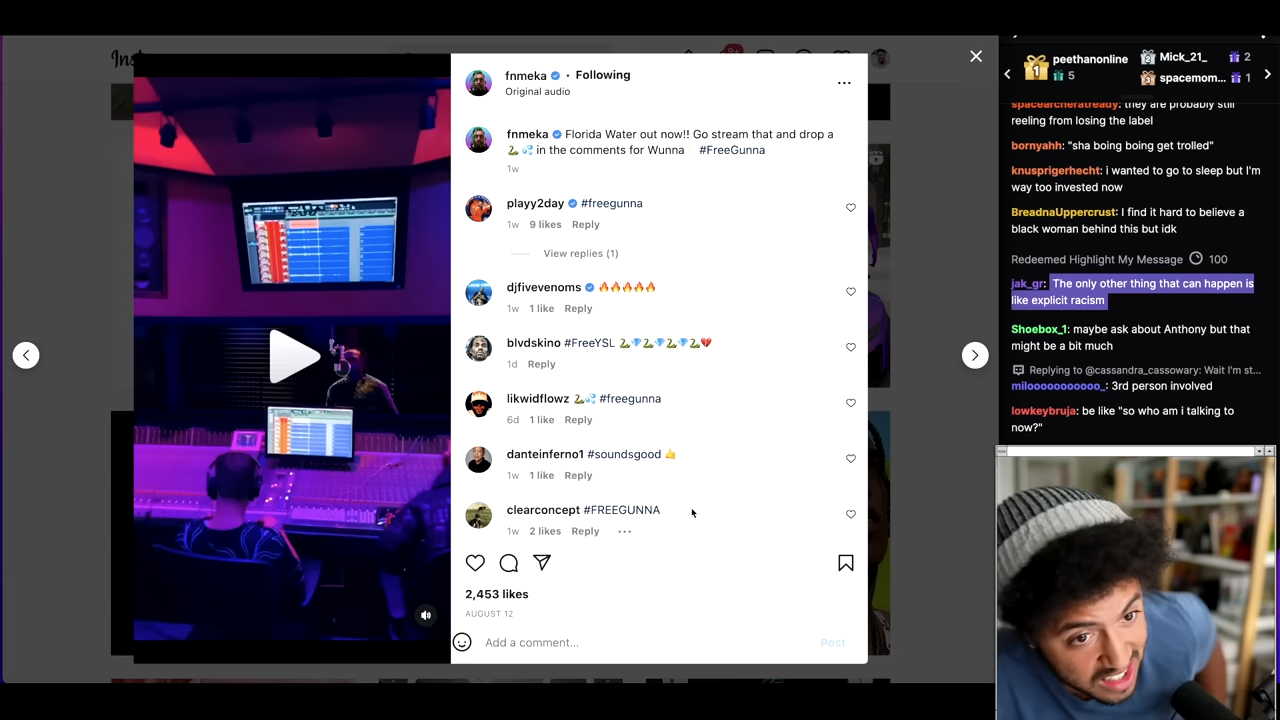 Inst
9+
fnmeka • Following
Original audio
fnmeka Florida Water out now!! Go stream that and drop a
🐍 💦 in the comments for Wunna #FreeGunna
1w
playy2day #freegunna
1w 9 likes Reply
View replies (1)
djfivevenoms 🔥🔥🔥🔥🔥
1w 1 like Reply
blvdskino #FreeYSL 🐍💎🐍💎🐍💎🐍💔
1d Reply
likwidflowz 🐍💦 #freegunna
6d 1 like Reply
danteinferno1 #soundsgood 🤙
1w 1 like Reply
clearconcept #FREEGUNNA
1w 2 likes Reply •••
2,453 likes
AUGUST 12
Add a comment...
Post
1 peethanonline
5
2 Mick_21_ 2
3 spacemom... 1
spacearcheratready: they are probably still
reeling from losing the label
bornyahh: "sha boing boing get trolled"
knusprigerhecht: i wanted to go to sleep but I'm
way too invested now
BreadnaUppercrust: I find it hard to believe a
black woman behind this but idk
Redeemed Highlight My Message 100
jak_gr: The only other thing that can happen is
like explicit racism
Shoebox_1: maybe ask about Anthony but that
might be a bit much
Replying to @cassandra_cassowary: Wait I'm st...
milooooooooooo_: 3rd person involved
lowkeybruja: be like "so who am i talking to
now?"